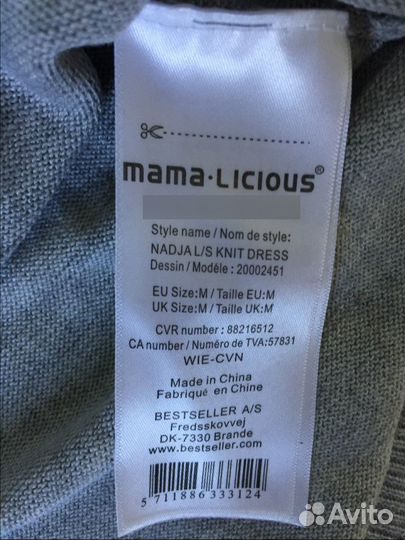 mama·LICIOUS®
Style name / Nom de style:
NADJA L/S KNIT DRESS
Dessin / Modéle : 20002451
EU Size:M / Taille EU:M
UK Size:M / Taille UK:M
CVR number : 88216512
CA number / Numéro de TVA:57831
WIE-CVN
Made in China
Fabriqué en Chine
BESTSELLER A/S
Fredsskovvej
DK-7330 Brande
www.bestseller.com
5 711886 333124
Avito